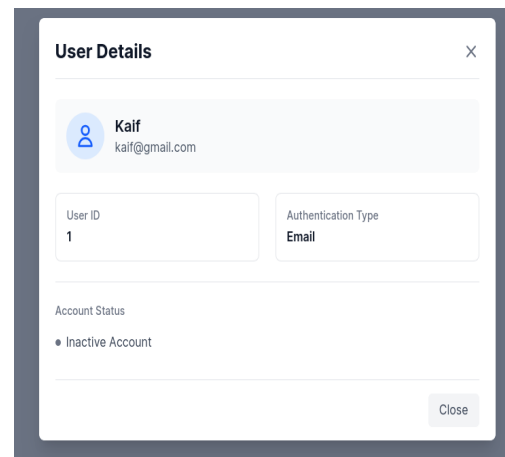 User Details
Kaif
kaif@gmail.com
User ID
1
Authentication Type
Email
Account Status
Inactive Account
Close